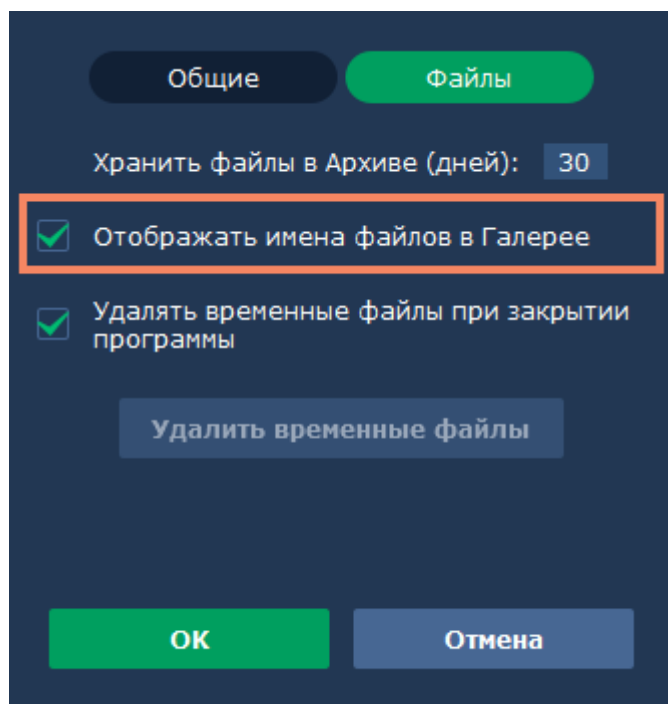 Общие Файлы
Хранить файлы в Архиве (дней): 30
Отображать имена файлов в Галерее
Удалять временные файлы при закрытии
программы
Удалить временные файлы
ОК Отмена